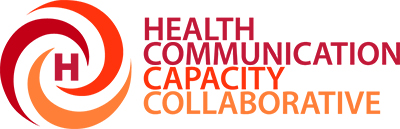 H
HEALTH
COMMUNICATION
CAPACITY
COLLABORATIVE